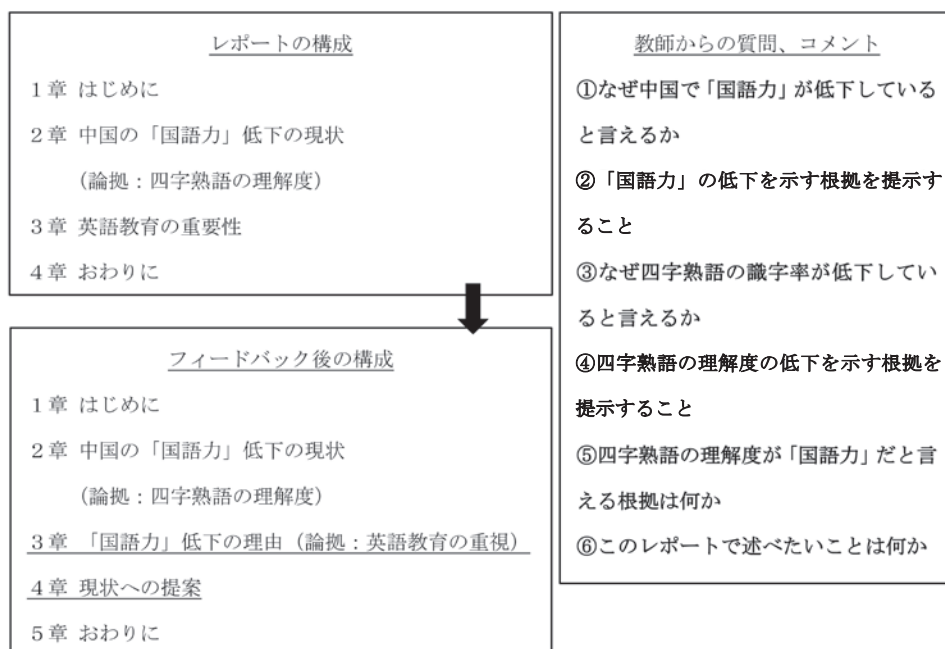 レポートの構成
1章 はじめに
2章 中国の「国語力」低下の現状
（論拠：四字熟語の理解度）
3章 英語教育の重要性
4章 おわりに
フィードバック後の構成
1章 はじめに
2章 中国の「国語力」低下の現状
（論拠：四字熟語の理解度）
3章 「国語力」低下の理由（論拠：英語教育の重視）
4章 現状への提案
5章 おわりに
教師からの質問、コメント
①なぜ中国で「国語力」が低下している
と言えるか
②「国語力」の低下を示す根拠を提示す
ること
③なぜ四字熟語の識字率が低下してい
ると言えるか
④四字熟語の理解度の低下を示す根拠を
提示すること
⑤四字熟語の理解度が「国語力」だと言
える根拠は何か
⑥このレポートで述べたいことは何か